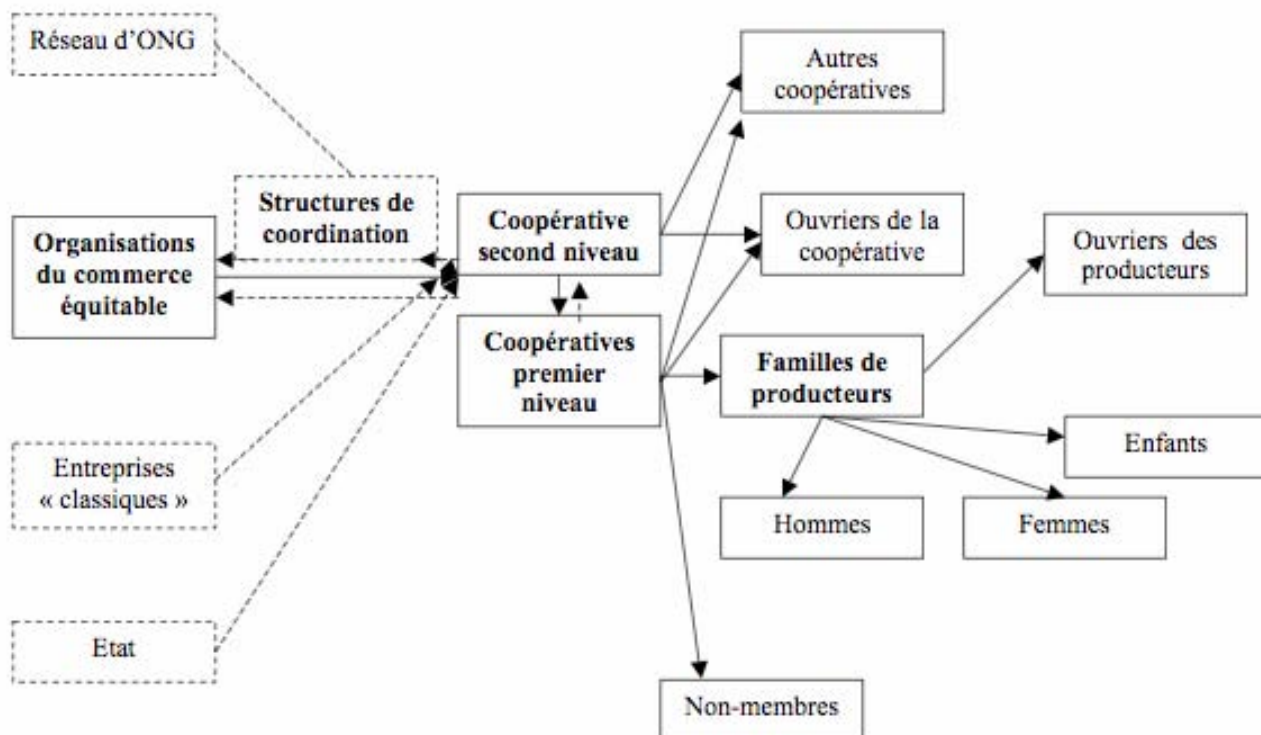 Réseau d’ONG
Autres
coopératives
Structures de
coordination
Organisations
du commerce
équitable
Coopérative
second niveau
Ouvriers de la
coopérative
Ouvriers des
producteurs
Coopératives
premier
niveau
Familles de
producteurs
Entreprises
« classiques »
Enfants
Hommes
Femmes
Etat
Non-membres